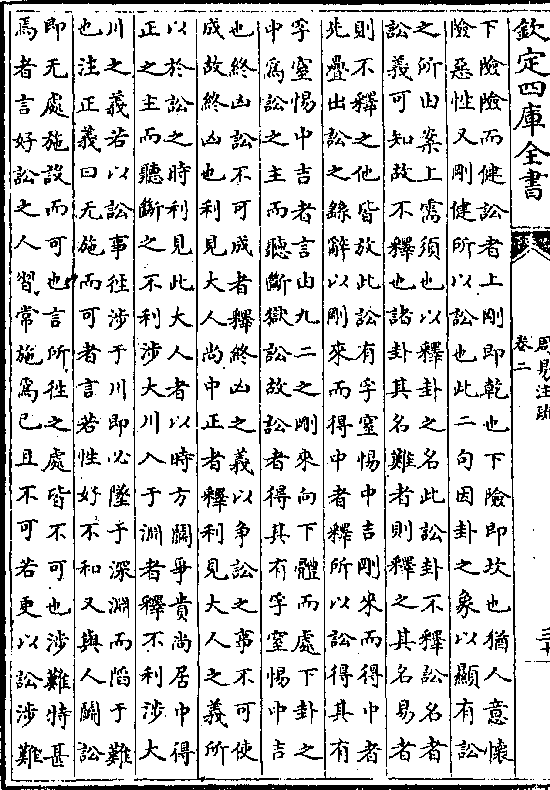 欽定四庫全書
周易注疏
卷二
下險險而健訟者上剛即乾也下險即坎也猶人意懷
險惡性又剛健所以訟也此二句因卦之象以顯有訟
之所由案上需須也以釋卦之名此訟卦不釋訟名者
訟義可知故不釋也諸卦其名難者則釋之其名易者
則不釋之他皆放此訟有孚窒惕中吉剛來而得中者
此疊出訟之繇辭以剛來而得中者釋所以訟得其有
孚窒惕中吉者言由九二之剛來向下體而處下卦之
中為訟之主而聽斷獄訟故訟者得其有孚窒惕中吉
也終凶訟不可成者釋終凶之義以爭訟之事不可使
成故終凶也利見大人尚中正者釋利見大人之義所
以於訟之時利見此大人者以時方鬭爭貴尚居中得
正之主而聽斷之不利涉大川入于淵者釋不利涉大
川之義若以訟事往涉于川即必墜于深淵而陷于難
也注正義曰无施而可者言若性好不和又與人鬭訟
即无處施設而可也言所往之處皆不可也涉難特甚
焉者言好訟之人習常施為已且不可若更以訟涉難